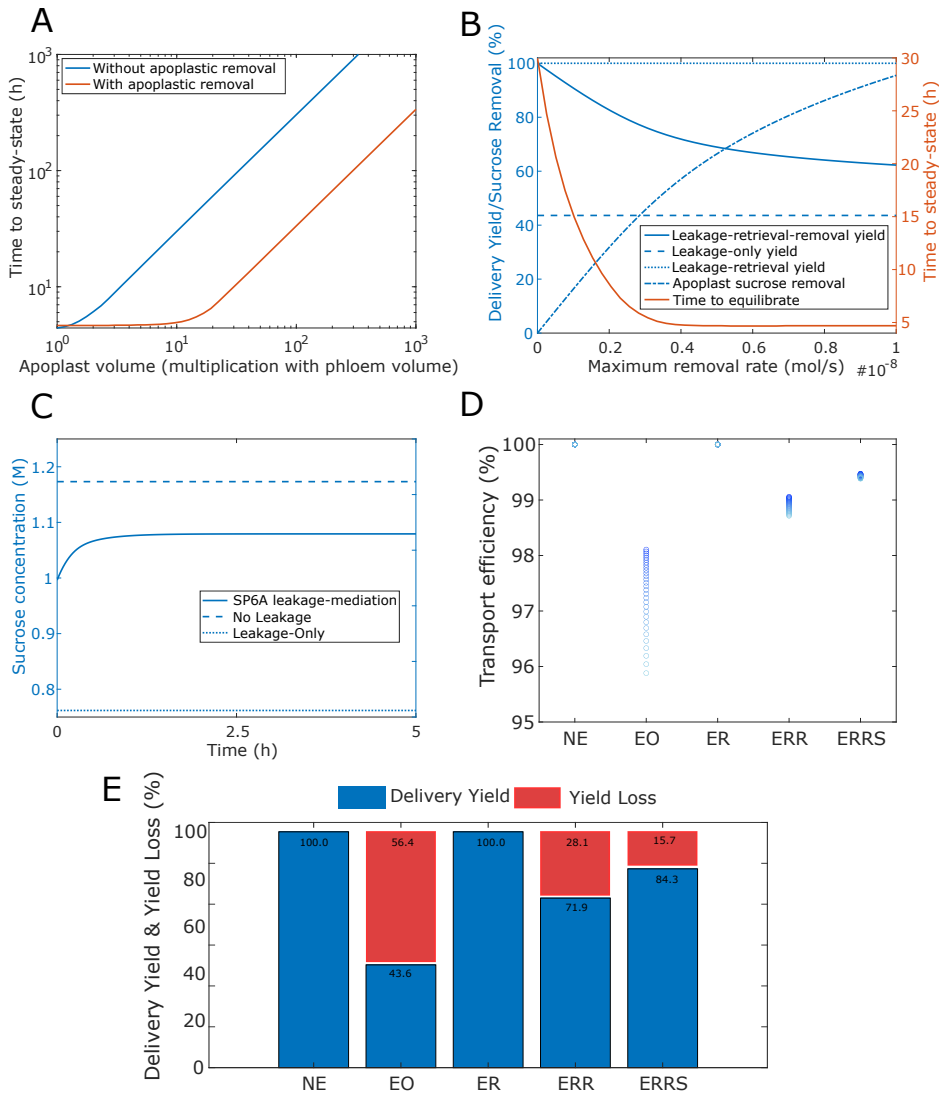 A
Time to steady-state (h)
10³
10²
10¹
Without apoplastic removal
With apoplastic removal
10⁰
10¹
10²
10³
Apoplast volume (multiplication with phloem volume)
B
Delivery Yield/Sucrose Removal (%)
100
80
60
40
20
0
Leakage-retrieval-removal yield
Leakage-only yield
Leakage-retrieval yield
Apoplast sucrose removal
Time to equilibrate
30
25
20
15
10
5
Time to steady-state (h)
0
0.2
0.4
0.6
0.8
1
Maximum removal rate (mol/s)
#10⁻⁸
C
Sucrose concentration (M)
1.2
1.1
1
0.9
0.8
SP6A leakage-mediation
No Leakage
Leakage-Only
0
2.5
5
Time (h)
D
Transport efficiency (%)
100
99
98
97
96
95
NE
EO
ER
ERR
ERRS
E
Delivery Yield
Yield Loss
Delivery Yield & Yield Loss (%)
100
80
60
40
20
0
100.0
56.4
43.6
100.0
28.1
71.9
15.7
84.3
NE
EO
ER
ERR
ERRS